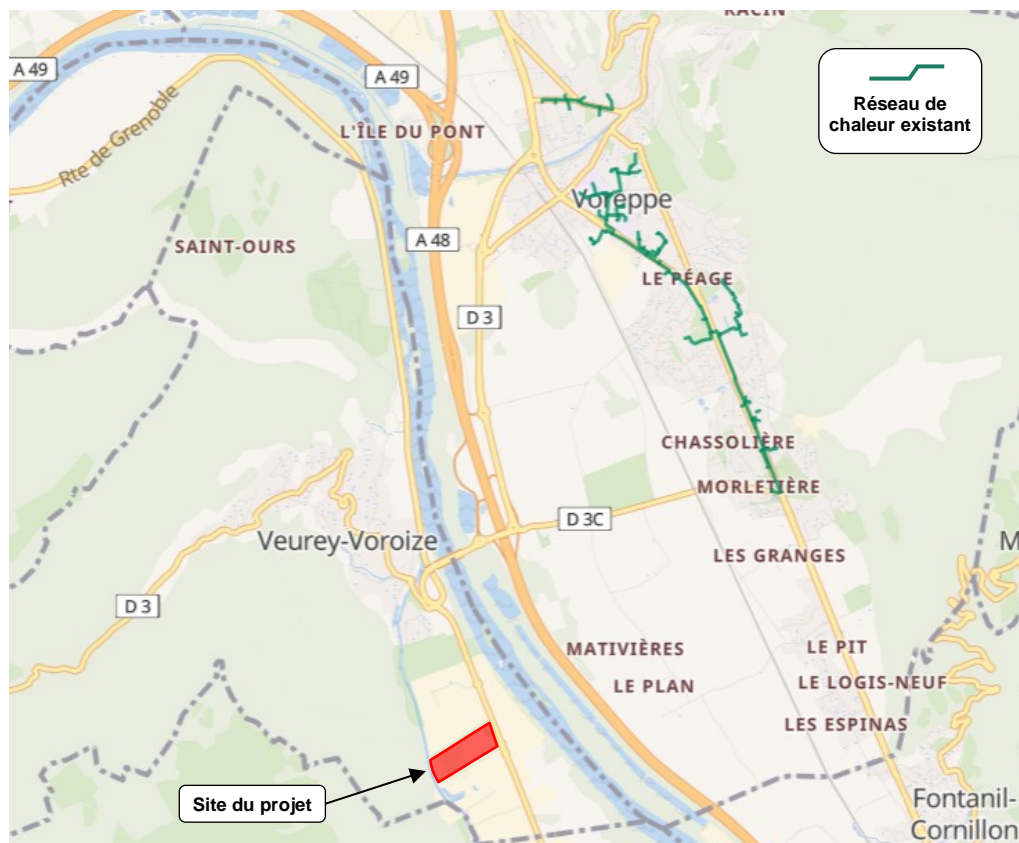 RACIN
A 49
A 49
Réseau de
chaleur existant
L'ÎLE DU PONT
Rte de Grenoble
Voreppe
A 48
SAINT-OURS
LE PÉAGE
D 3
CHASSOLIÈRE
MORLETIÈRE
D 3C
Veurey-Voroize
M
LES GRANGES
D 3
MATIVIÈRES
LE PIT
LE PLAN
LE LOGIS-NEUF
LES ESPINAS
Site du projet
Fontanil-
Cornillon